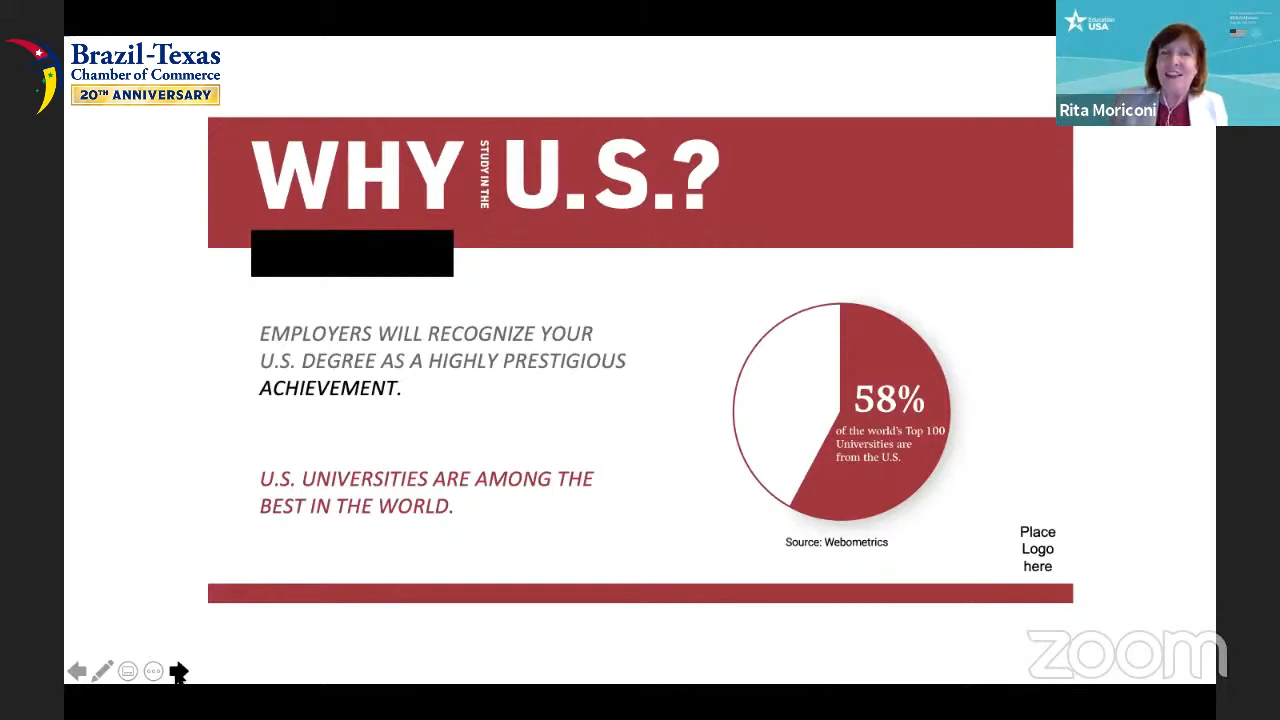 Brazil-Texas
Chamber of Commerce
20TH ANNIVERSARY
Education
USA
Rita Moriconi
WHY STUDY IN THE U.S.?
EMPLOYERS WILL RECOGNIZE YOUR
U.S. DEGREE AS A HIGHLY PRESTIGIOUS
ACHIEVEMENT.
U.S. UNIVERSITIES ARE AMONG THE
BEST IN THE WORLD.
58%
of the world's Top 100
Universities are
from the U.S.
Source: Webometrics
Place
Logo
here
zoom